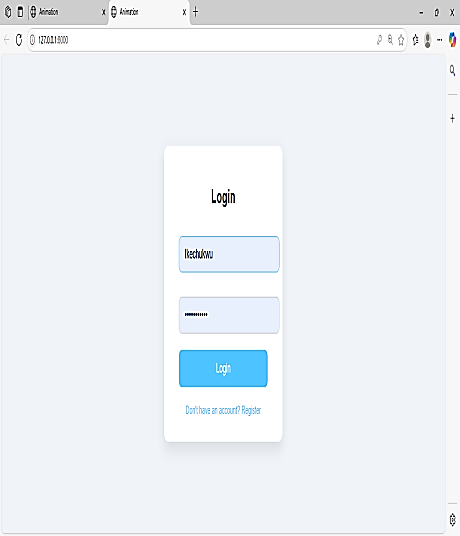 Animation
Animation
127.0.0.1:8000
Login
Ikechukwu
Login
Don't have an account? Register